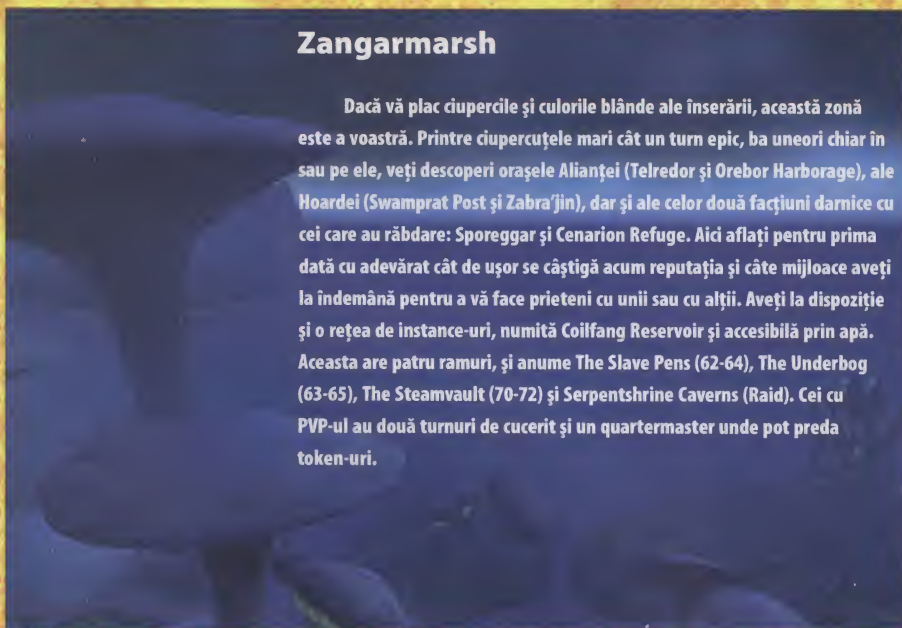 Zangarmarsh
Dacă vă plac ciupercile şi culorile blânde ale înserării, această zonă
este a voastră. Printre ciupercuţele mari cât un turn epic, ba uneori chiar în
sau pe ele, veţi descoperi oraşele Alianţei (Telredor şi Orebor Harborage), ale
Hoardei (Swamprat Post şi Zabra'jin), dar şi ale celor două facţiuni darnice cu
cei care au răbdare: Sporeggar şi Cenarion Refuge. Aici aflaţi pentru prima
dată cu adevărat cât de uşor se câştigă acum reputaţia şi câte mijloace aveţi
la îndemână pentru a vă face prieteni cu unii sau cu alţii. Aveţi la dispoziţie
şi o reţea de instance-uri, numită Coilfang Reservoir şi accesibilă prin apă.
Aceasta are patru ramuri, şi anume The Slave Pens (62-64), The Underbog
(63-65), The Steamvault (70-72) şi Serpentshrine Caverns (Raid). Cei cu
PVP-ul au două turnuri de cucerit şi un quartermaster unde pot preda
token-uri.